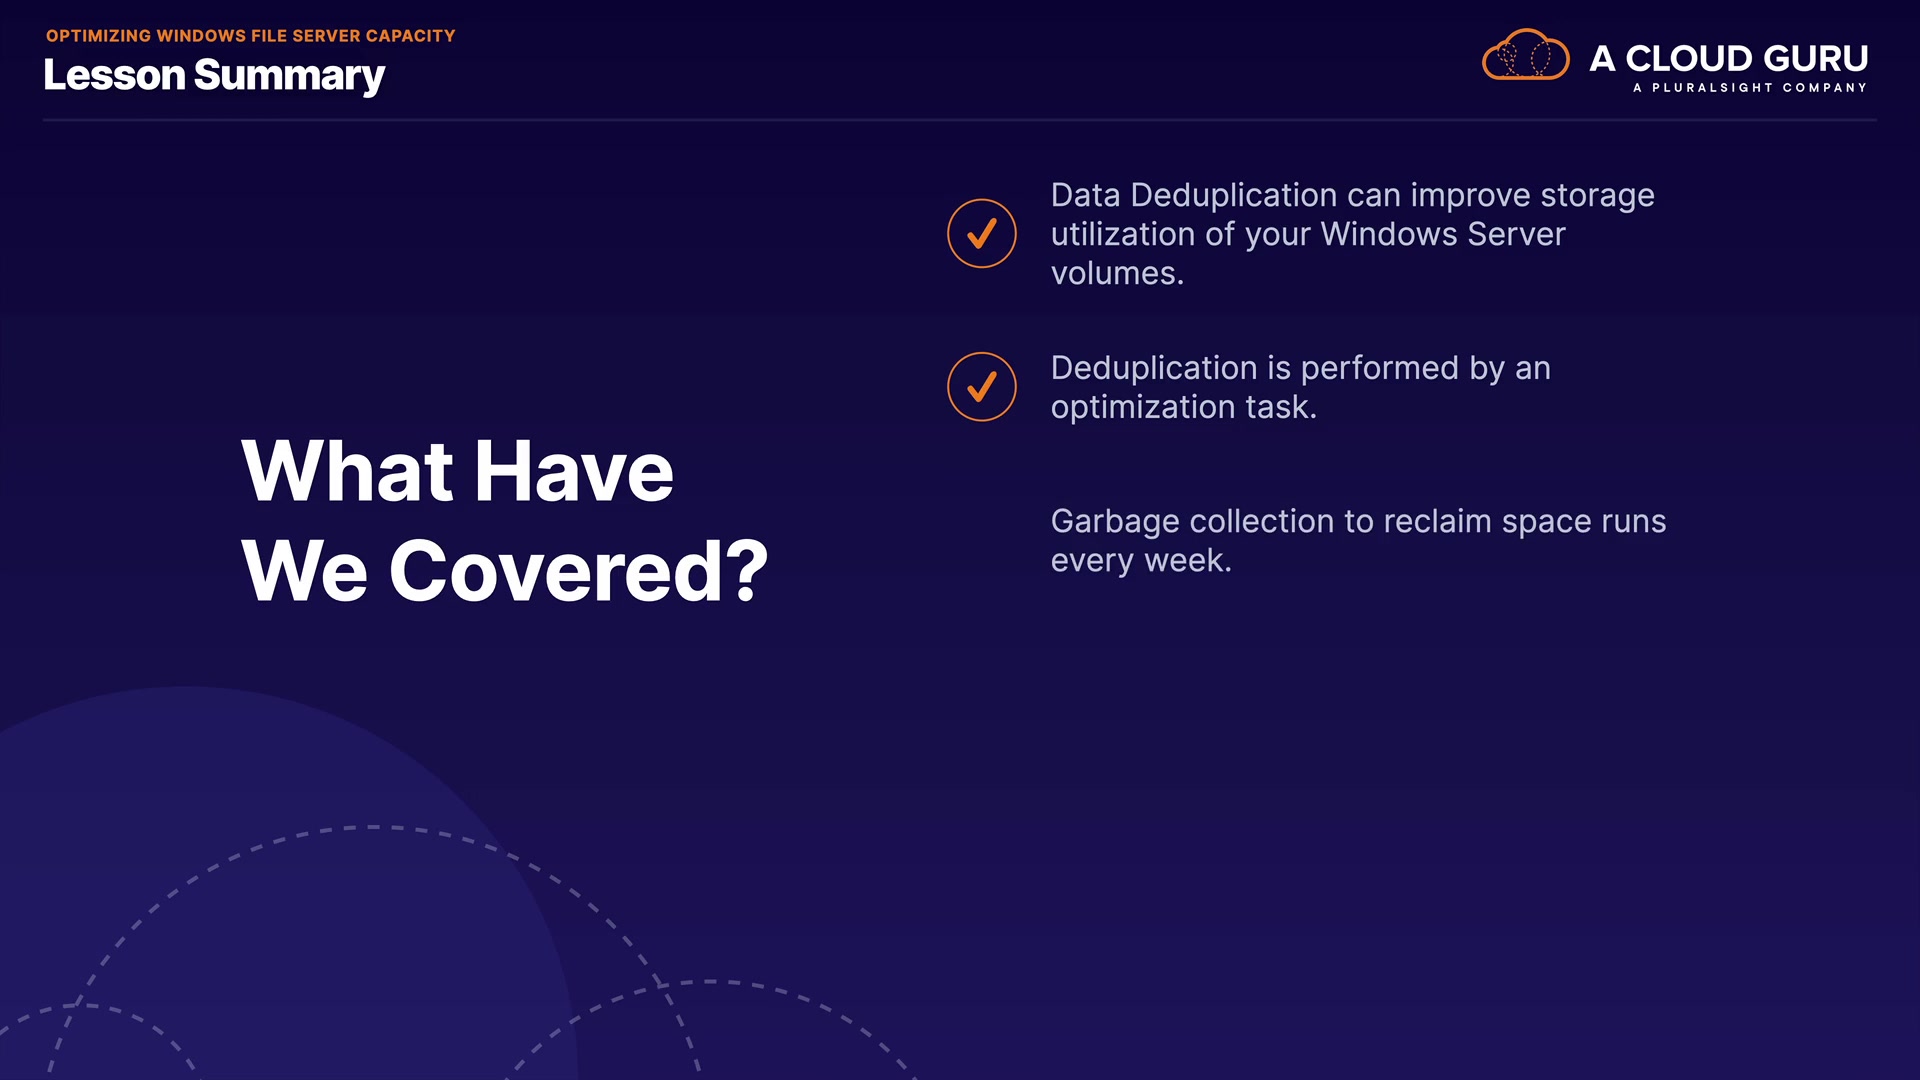 OPTIMIZING WINDOWS FILE SERVER CAPACITY
Lesson Summary
A CLOUD GURU
A PLURALSIGHT COMPANY
What Have
We Covered?
Data Deduplication can improve storage
utilization of your Windows Server
volumes.
Deduplication is performed by an
optimization task.
Garbage collection to reclaim space runs
every week.